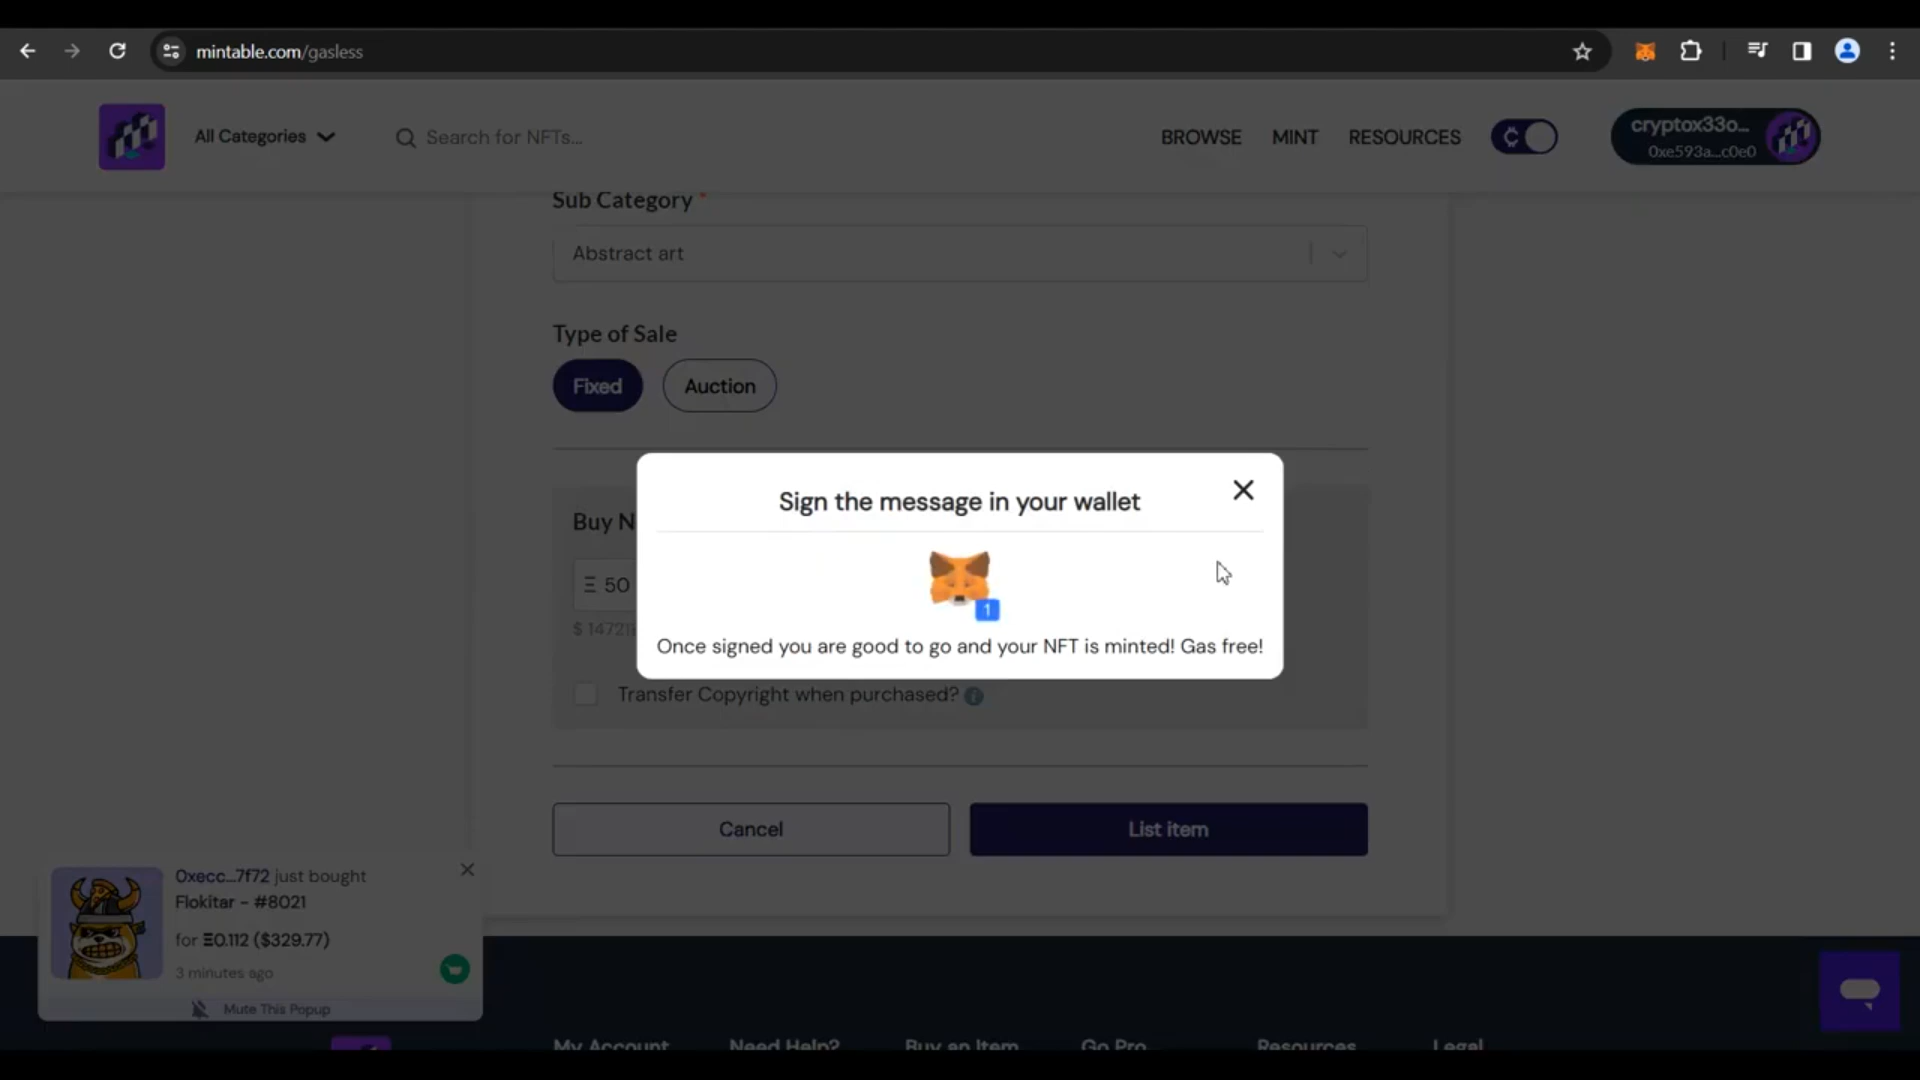 mintable.com/gasless
All Categories
Search for NFTs...
BROWSE
MINT
RESOURCES
cryptox33o...
0xe593a...c0e0
Sub Category *
Abstract art
Type of Sale
Fixed
Auction
Sign the message in your wallet
Buy N
Ξ 50
1
$ 1472
Once signed you are good to go and your NFT is minted! Gas free!
Transfer Copyright when purchased?
Cancel
List item
0xecc...7f72 just bought
Flokitar - #8021
for Ξ0.112 ($329.77)
3 minutes ago
Mute This Popup
My Account
Need Help?
Buy an Item
Go Pro
Resources
Legal